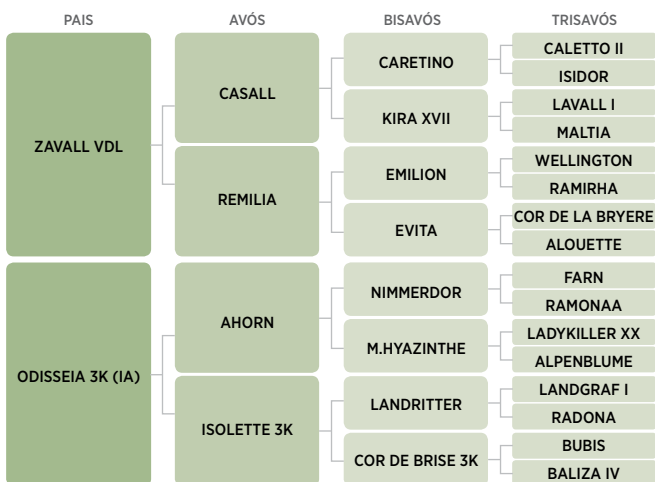 PAIS AVÓS BISAVÓS TRISAVÓS
ZAVALL VDL
CASALL
CARETINO
CALETTO II
ISIDOR
KIRA XVII
LAVALL I
MALTIA
REMILIA
EMILION
WELLINGTON
RAMIRHA
EVITA
COR DE LA BRYERE
ALOUETTE
ODISSEIA 3K (IA)
AHORN
NIMMERDOR
FARN
RAMONAA
M.HYAZINTHE
LADYKILLER XX
ALPENBLUME
ISOLETTE 3K
LANDRITTER
LANDGRAF I
RADONA
COR DE BRISE 3K
BUBIS
BALIZA IV